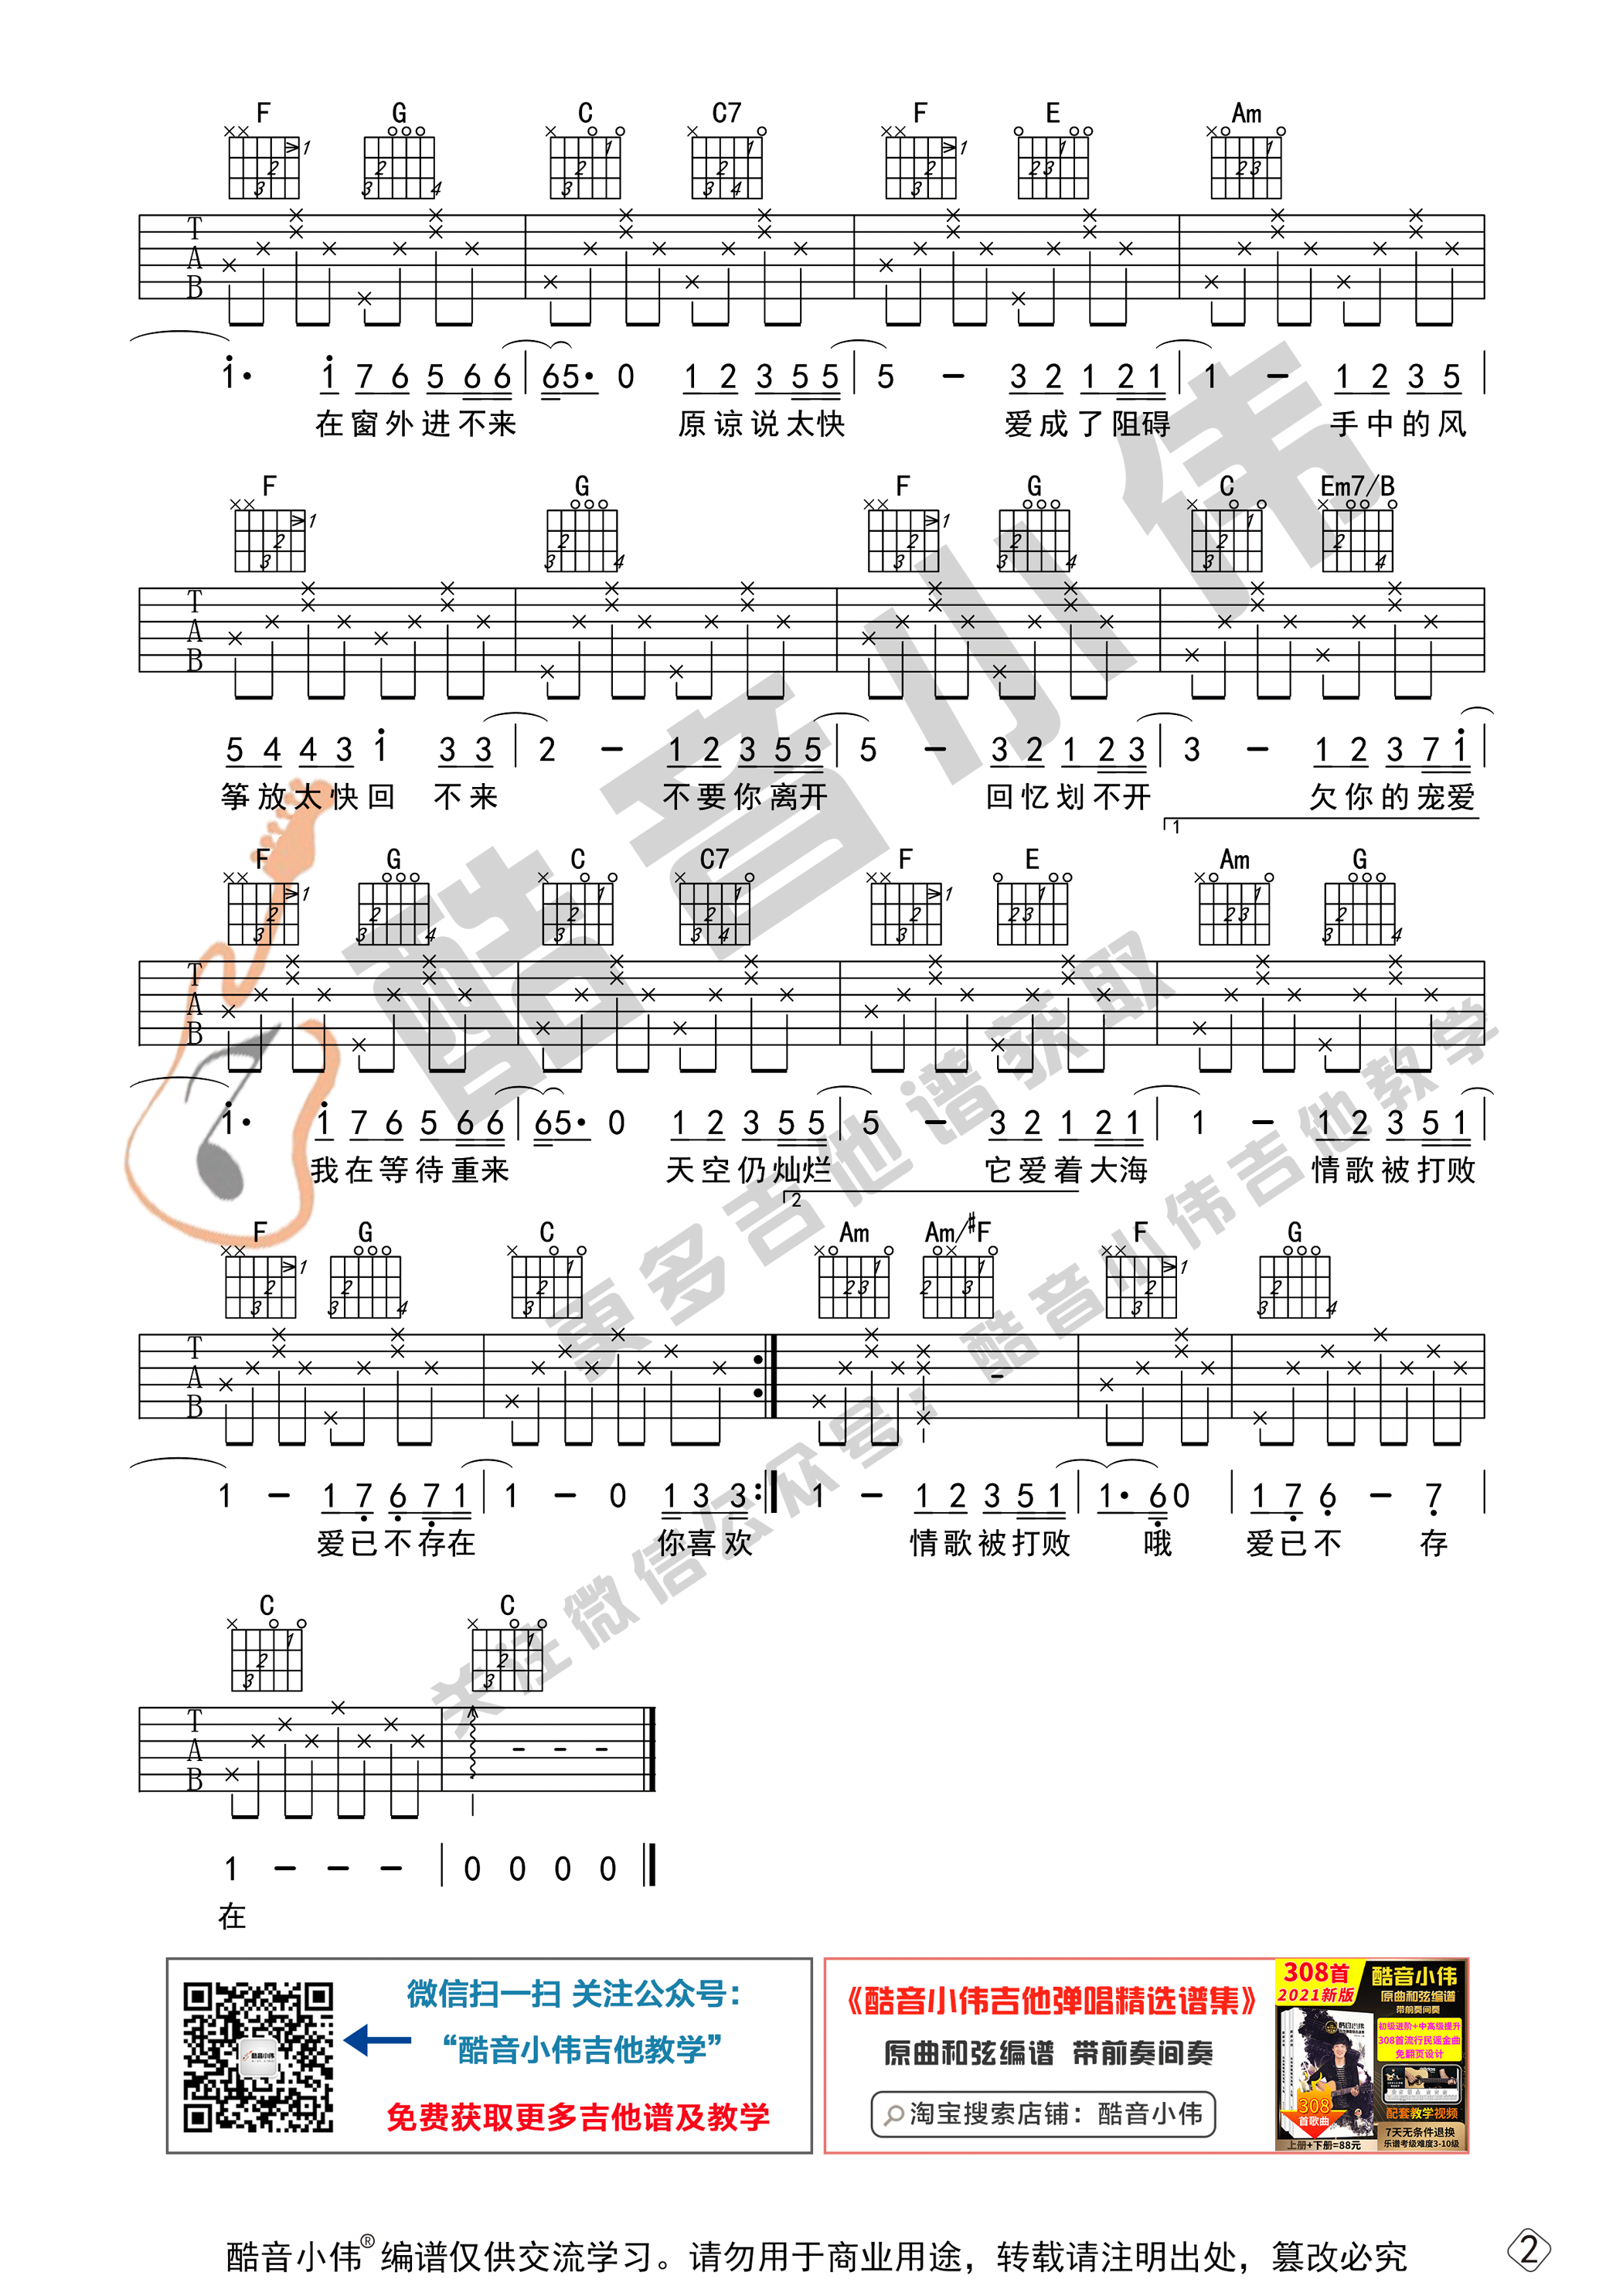 F G C C7 F E Am
T A B
i· i 7 6 5 6 6 | 6 5· 0 1 2 3 5 5 | 5 - 3 2 1 2 1 | 1 - 1 2 3 5 |
在窗外进不来 原谅说太快 爱成了阻碍 手中的风
F G F G C Em7/B
T A B
5 4 4 3 i 3 3 | 2 - 1 2 3 5 5 | 5 - 3 2 1 2 3 | 3 - 1 2 3 7 i |
筝放太快回 不来 不要你离开 回忆划不开 欠你的宠爱
1
F G C C7 F E Am G
T A B
i· i 7 6 5 6 6 | 6 5· 0 1 2 3 5 5 | 5 - 3 2 1 2 1 | 1 - 1 2 3 5 1 |
我在等待重来 天空仍灿烂 它爱着大海 情歌被打败
2
F G C Am Am/#F F G
T A B
1 - 1 7 6 7 1 | 1 - 0 1 3 3 :| 1 - 1 2 3 5 1 | 1· 6 0 | 1 7 6 - 7 |
爱已不存在 你喜欢 情歌被打败 哦 爱已不 存
C C
T A B
1 - - - | 0 0 0 0
在
酷音小伟
更多吉他谱获取
关注微信公众号：酷音小伟吉他教学
微信扫一扫 关注公众号：
“酷音小伟吉他教学”
免费获取更多吉他谱及教学
酷音小伟
《酷音小伟吉他弹唱精选谱集》
原曲和弦编谱 带前奏间奏
淘宝搜索店铺：酷音小伟
308首
2021新版
酷音小伟
原曲和弦编谱
带前奏间奏
初级进阶+中高级提升
308首流行民谣金曲
免翻页设计
308
首歌曲
配套教学视频
上册+下册=88元
7天无条件退换
乐谱考级难度3-10级
酷音小伟® 编谱仅供交流学习。请勿用于商业用途，转载请注明出处，篡改必究
2